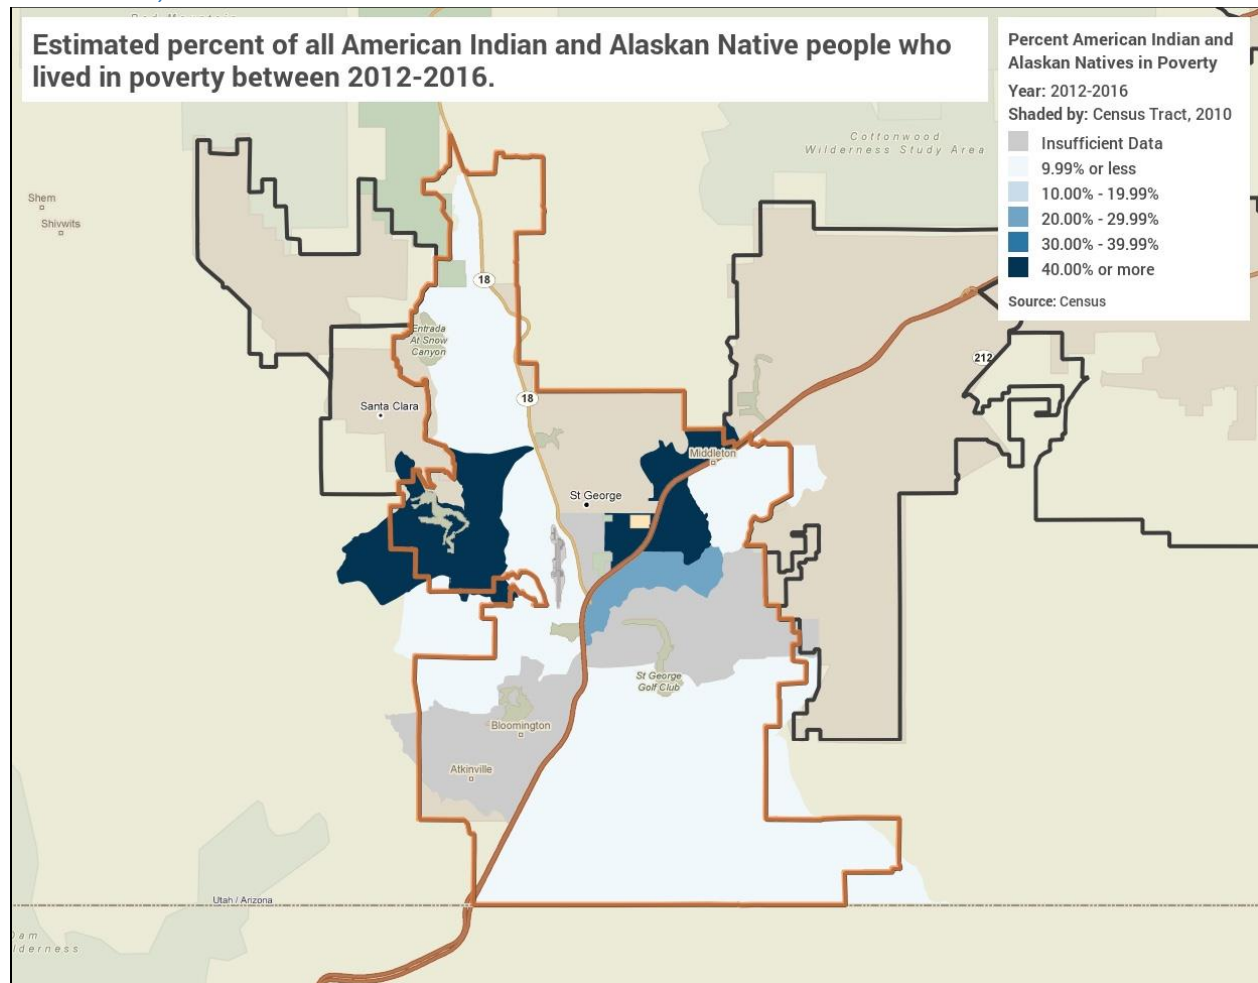 Estimated percent of all American Indian and Alaskan Native people who
lived in poverty between 2012-2016.
Percent American Indian and
Alaskan Natives in Poverty
Year: 2012-2016
Shaded by: Census Tract, 2010
Insufficient Data
9.99% or less
10.00% - 19.99%
20.00% - 29.99%
30.00% - 39.99%
40.00% or more
Source: Census
Cottonwood
Wilderness Study Area
Shem
Shivwits
18
Entrada
At Snow
Canyon
212
18
Santa Clara
Middleton
St George
St George
Golf Club
Bloomington
Atkinville
Utah / Arizona